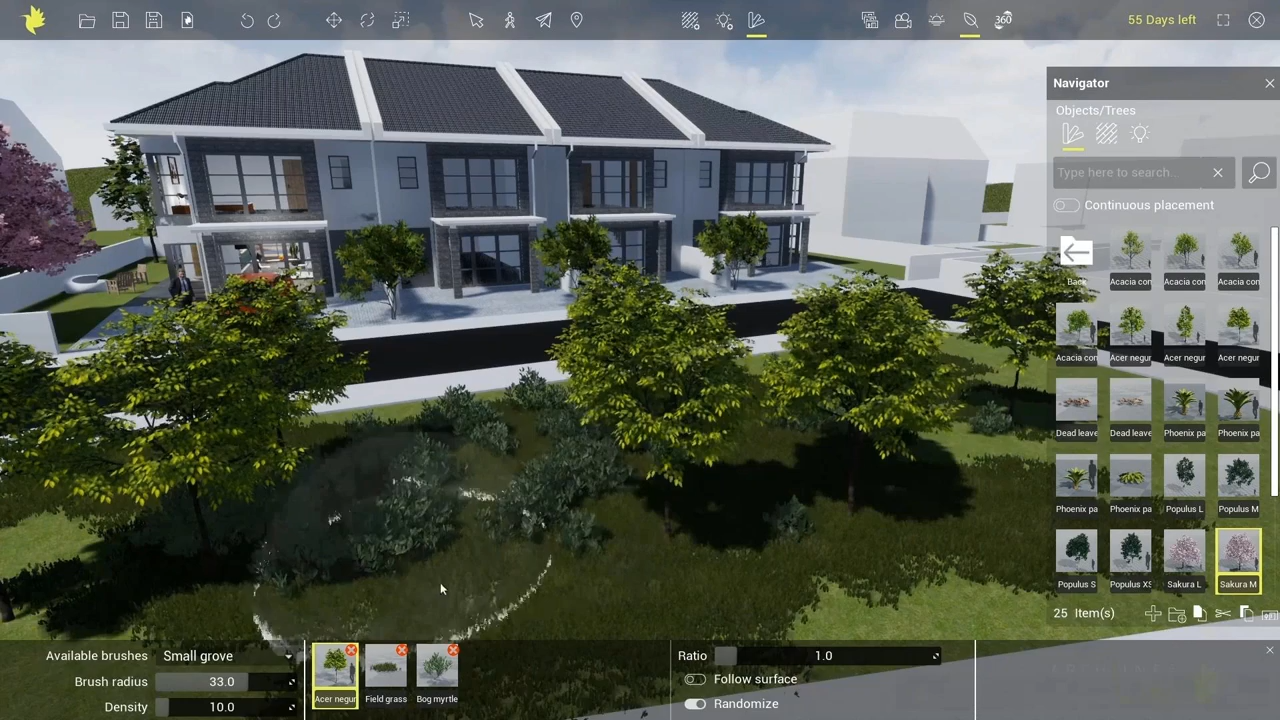 360
55 Days left
Navigator
Objects/Trees
Type here to search..
Continuous placement
Back
Acacia con
Acacia con
Acacia con
Acacia con
Acer negur
Acer negur
Acer negur
Dead leave
Dead leave
Phoenix pa
Phoenix pa
Phoenix pa
Phoenix pa
Populus L
Populus M
Populus S
Populus XS
Sakura L
Sakura M
25 Item(s)
Available brushes
Small grove
Brush radius
33.0
Density
10.0
Acer negur
Field grass
Bog myrtle
Ratio
1.0
Follow surface
Randomize